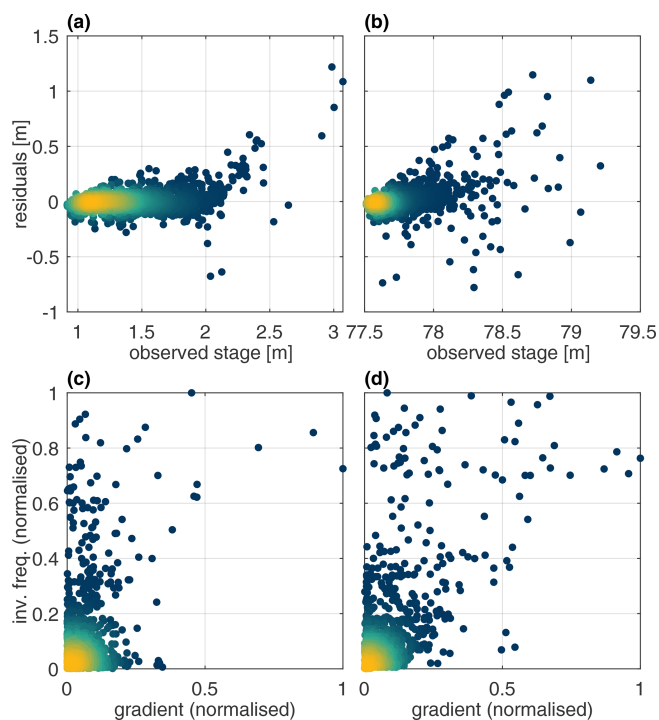 (a) (b)
1.5
1
0.5
0
-0.5
-1
residuals [m]
1 1.5 2 2.5 3 77.5 78 78.5 79 79.5
observed stage [m] observed stage [m]
(c) (d)
1
0.8
0.6
0.4
0.2
0
inv. freq. (normalised)
0 0.5 1 0 0.5 1
gradient (normalised) gradient (normalised)